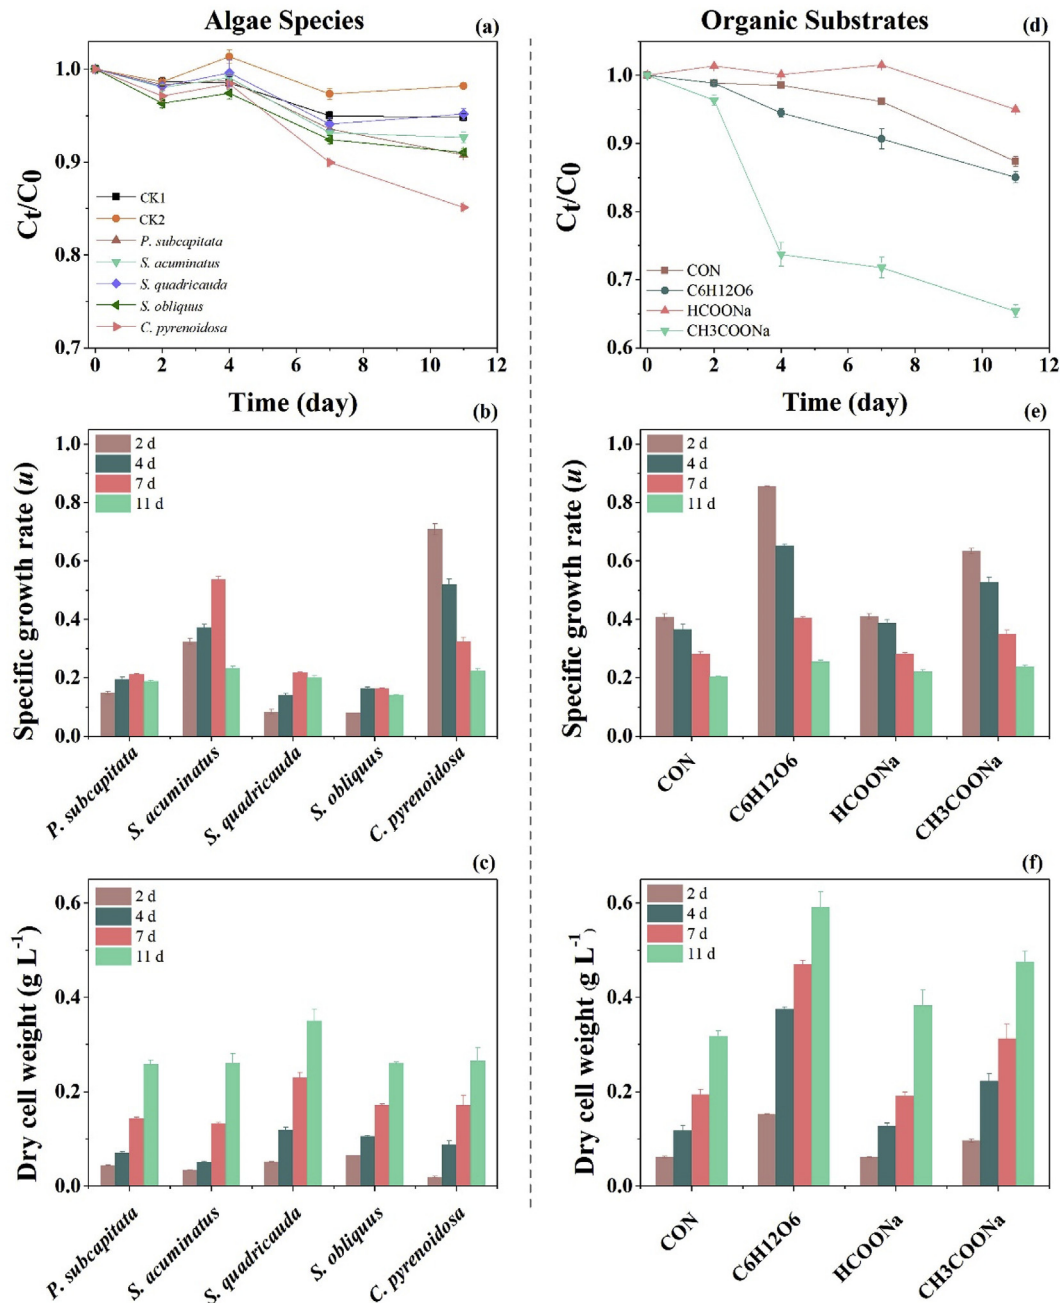 Algae Species
(a)
1.0
0.9
0.8
0.7
Ct/C0
CK1
CK2
P. subcapitata
S. acuminatus
S. quadricauda
S. obliquus
C. pyrenoidosa
0 2 4 6 8 10 12
Time (day)
(b)
1.0
0.8
0.6
0.4
0.2
0.0
Specific growth rate (u)
2 d
4 d
7 d
11 d
P. subcapitata
S. acuminatus
S. quadricauda
S. obliquus
C. pyrenoidosa
(c)
0.6
0.4
0.2
0.0
Dry cell weight (g L-1)
2 d
4 d
7 d
11 d
P. subcapitata
S. acuminatus
S. quadricauda
S. obliquus
C. pyrenoidosa
Organic Substrates
(d)
1.0
0.9
0.8
0.7
0.6
Ct/C0
CON
C6H12O6
HCOONa
CH3COONa
0 2 4 6 8 10 12
Time (day)
(e)
1.0
0.8
0.6
0.4
0.2
0.0
Specific growth rate (u)
2 d
4 d
7 d
11 d
CON
C6H12O6
HCOONa
CH3COONa
(f)
0.6
0.4
0.2
0.0
Dry cell weight (g L-1)
2 d
4 d
7 d
11 d
CON
C6H12O6
HCOONa
CH3COONa